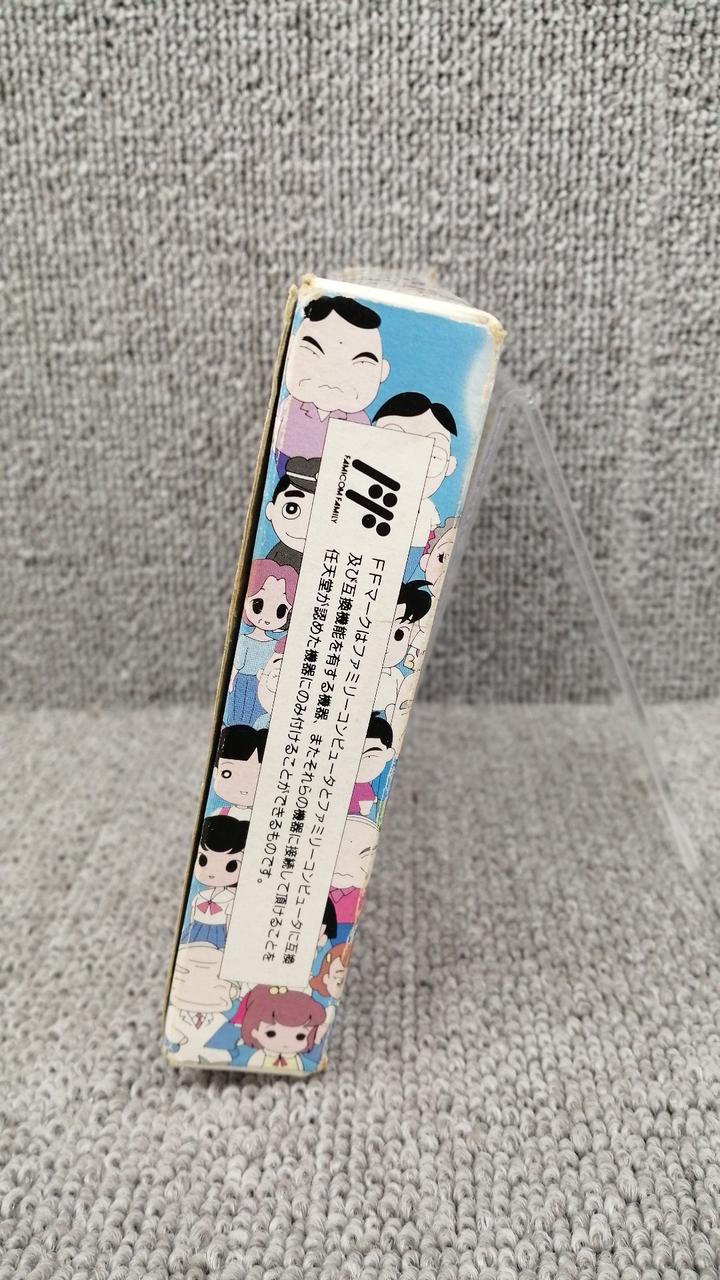 FF
FAMICOM FAMILY
FFマークはファミリーコンピュータとファミリーコンピュータに互換
及び互換機能を有する機器、またそれらの機器に接続して頂けることを
任天堂が認めた機器にのみ付けることができるものです。